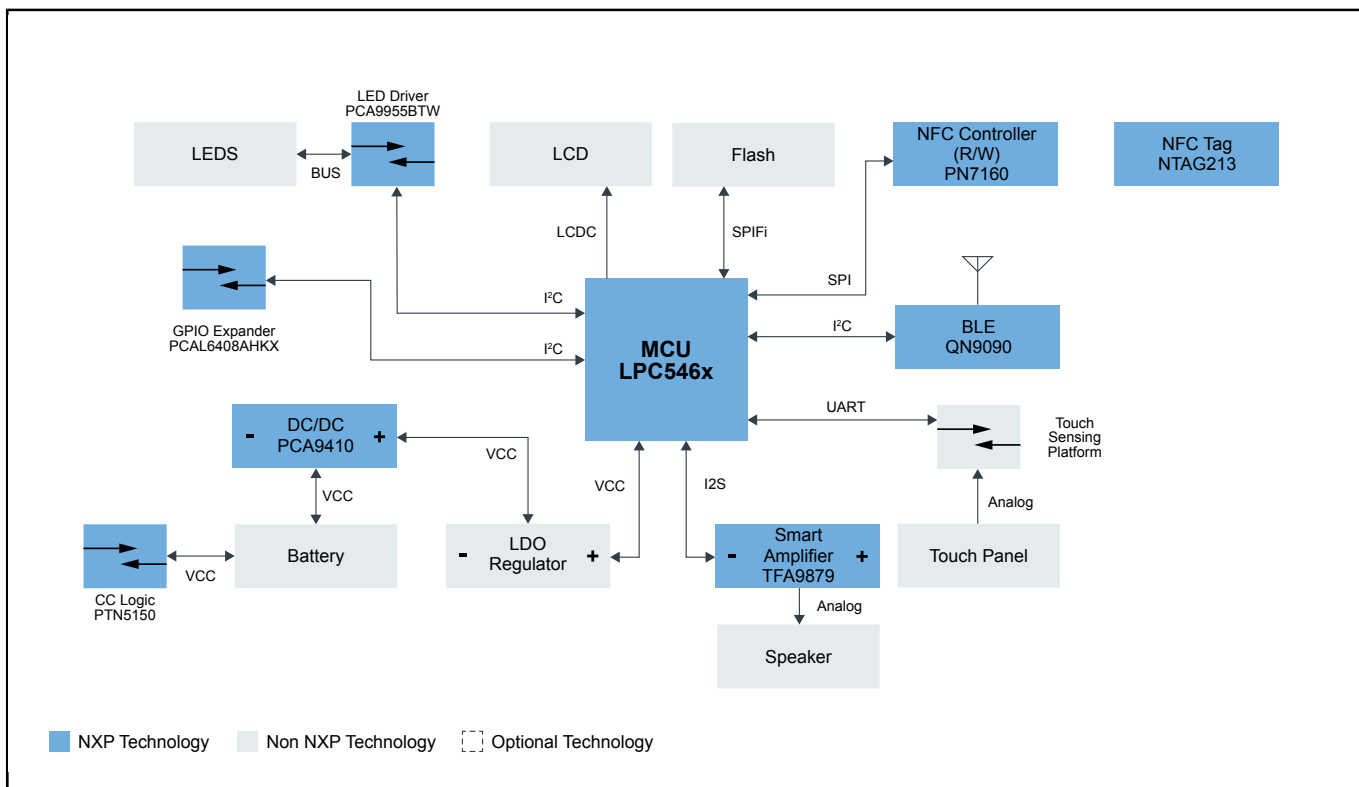 LED Driver
PCA9955BTW
LEDS
BUS
LCD
Flash
NFC Controller
(R/W)
PN7160
NFC Tag
NTAG213
LCDC
SPIFi
SPI
I²C
GPIO Expander
PCAL6408AHKX
I²C
MCU
LPC546x
I²C
BLE
QN9090
UART
Touch
Sensing
Platform
- DC/DC +
PCA9410
VCC
VCC
VCC
I2S
Analog
CC Logic
PTN5150
VCC
Battery
- LDO +
Regulator
- Smart +
Amplifier
TFA9879
Touch Panel
Analog
Speaker
NXP Technology
Non NXP Technology
Optional Technology